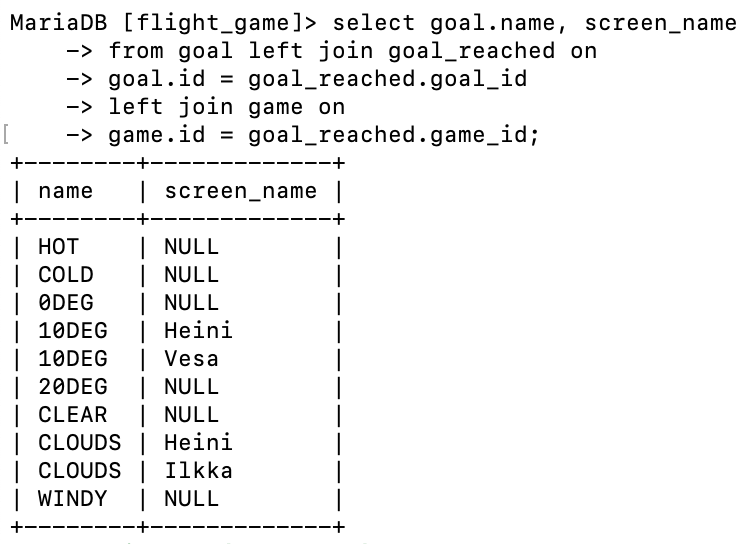 MariaDB [flight_game]> select goal.name, screen_name
    -> from goal left join goal_reached on
    -> goal.id = goal_reached.goal_id
    -> left join game on
[    -> game.id = goal_reached.game_id;
+--------+-------------+
| name   | screen_name |
+--------+-------------+
| HOT    | NULL        |
| COLD   | NULL        |
| 0DEG   | NULL        |
| 10DEG  | Heini       |
| 10DEG  | Vesa        |
| 20DEG  | NULL        |
| CLEAR  | NULL        |
| CLOUDS | Heini       |
| CLOUDS | Ilkka       |
| WINDY  | NULL        |
+--------+-------------+